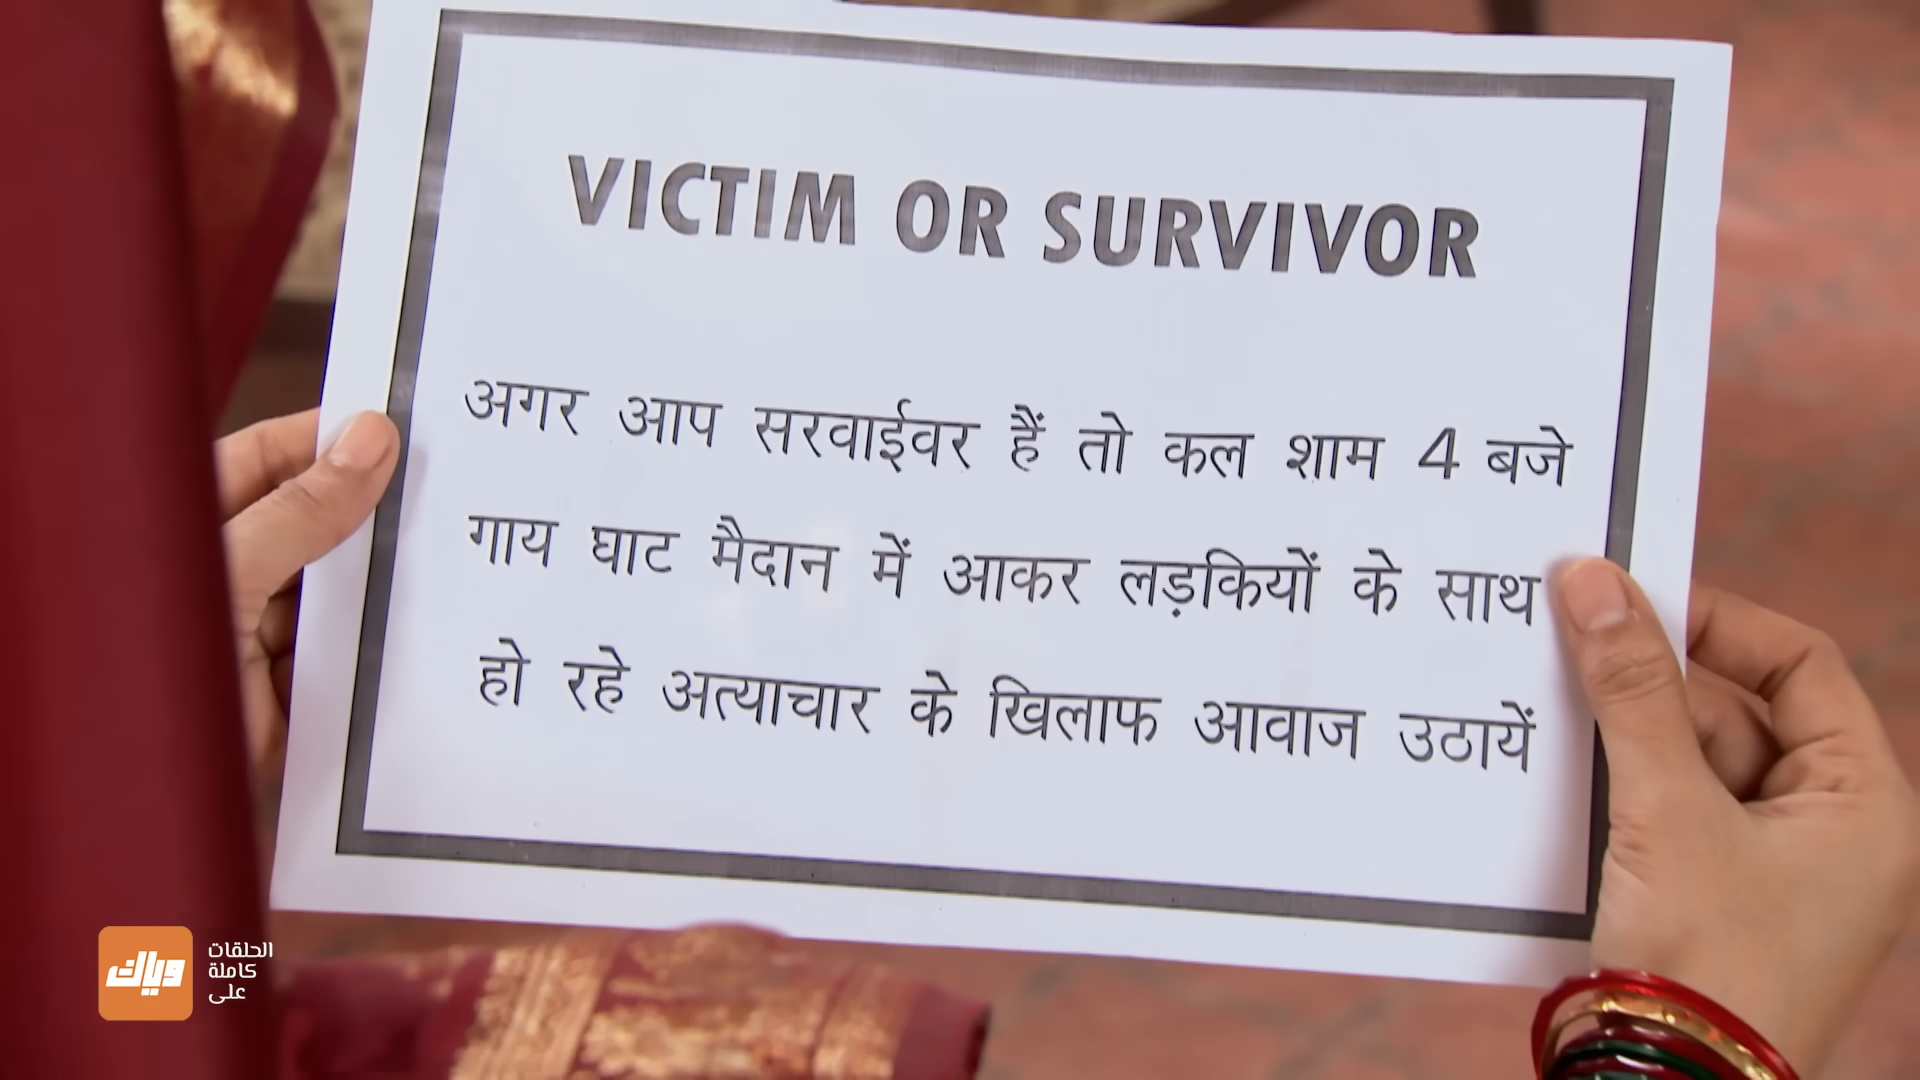 VICTIM OR SURVIVOR
अगर आप सरवाईवर हैं तो कल शाम 4 बजे
गाय घाट मैदान में आकर लड़कियों के साथ
हो रहे अत्याचार के खिलाफ आवाज उठायें
وياك
الحلقات
كاملة
على